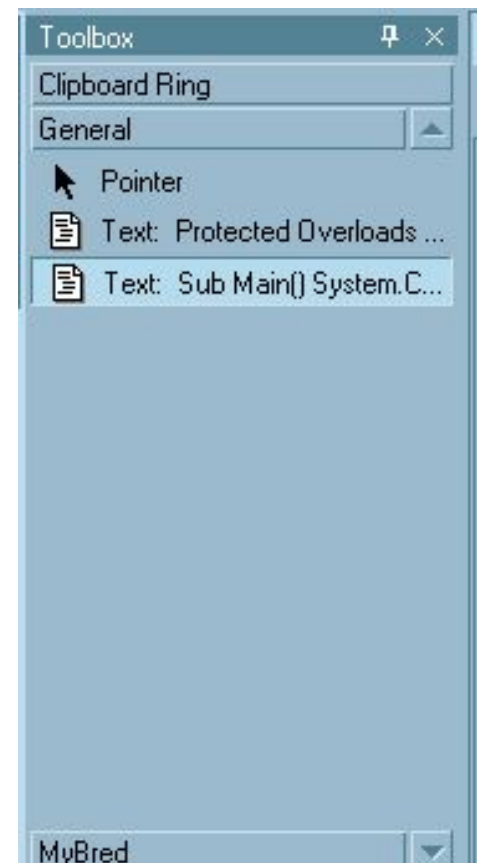 Toolbox
Clipboard Ring
General
Pointer
Text: Protected Overloads ...
Text: Sub Main() System.C...
MyBred